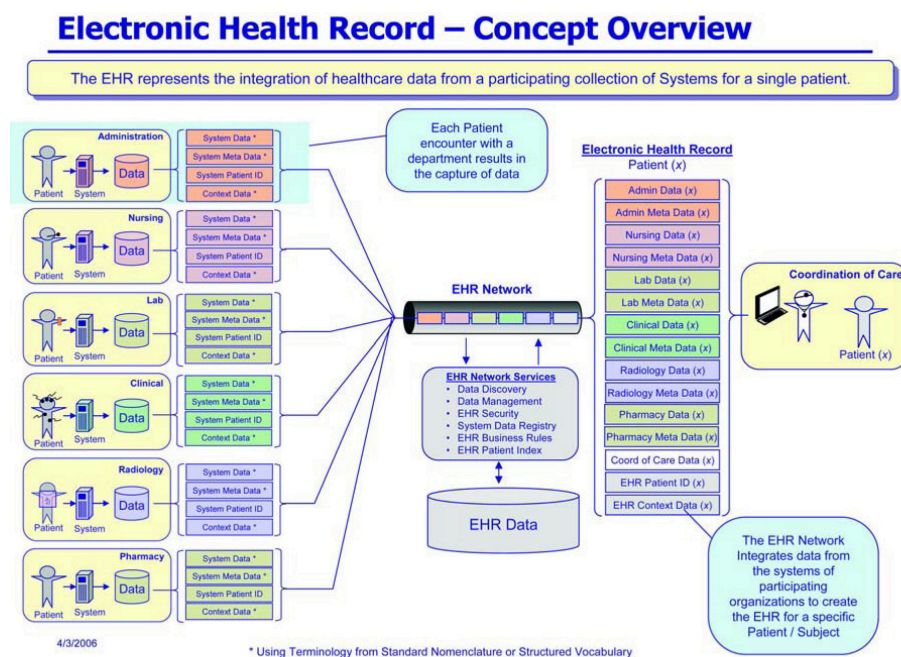 Electronic Health Record – Concept Overview
The EHR represents the integration of healthcare data from a participating collection of Systems for a single patient.
Administration
Patient
System
Data
System Data *
System Meta Data *
System Patient ID
Context Data *
Nursing
Patient
System
Data
System Data *
System Meta Data *
System Patient ID
Context Data *
Lab
Patient
System
Data
System Data *
System Meta Data *
System Patient ID
Context Data *
Clinical
Patient
System
Data
System Data *
System Meta Data *
System Patient ID
Context Data *
Radiology
Patient
System
Data
System Data *
System Meta Data *
System Patient ID
Context Data *
Pharmacy
Patient
System
Data
System Data *
System Meta Data *
System Patient ID
Context Data *
Each Patient
encounter with a
department results in
the capture of data
EHR Network
EHR Network Services
• Data Discovery
• Data Management
• EHR Security
• System Data Registry
• EHR Business Rules
• EHR Patient Index
EHR Data
Electronic Health Record
Patient (x)
Admin Data (x)
Admin Meta Data (x)
Nursing Data (x)
Nursing Meta Data (x)
Lab Data (x)
Lab Meta Data (x)
Clinical Data (x)
Clinical Meta Data (x)
Radiology Data (x)
Radiology Meta Data (x)
Pharmacy Data (x)
Pharmacy Meta Data (x)
Coord of Care Data (x)
EHR Patient ID (x)
EHR Context Data (x)
Coordination of Care
Patient (x)
The EHR Network
Integrates data from
the systems of
participating
organizations to create
the EHR for a specific
Patient / Subject
4/3/2006
* Using Terminology from Standard Nomenclature or Structured Vocabulary